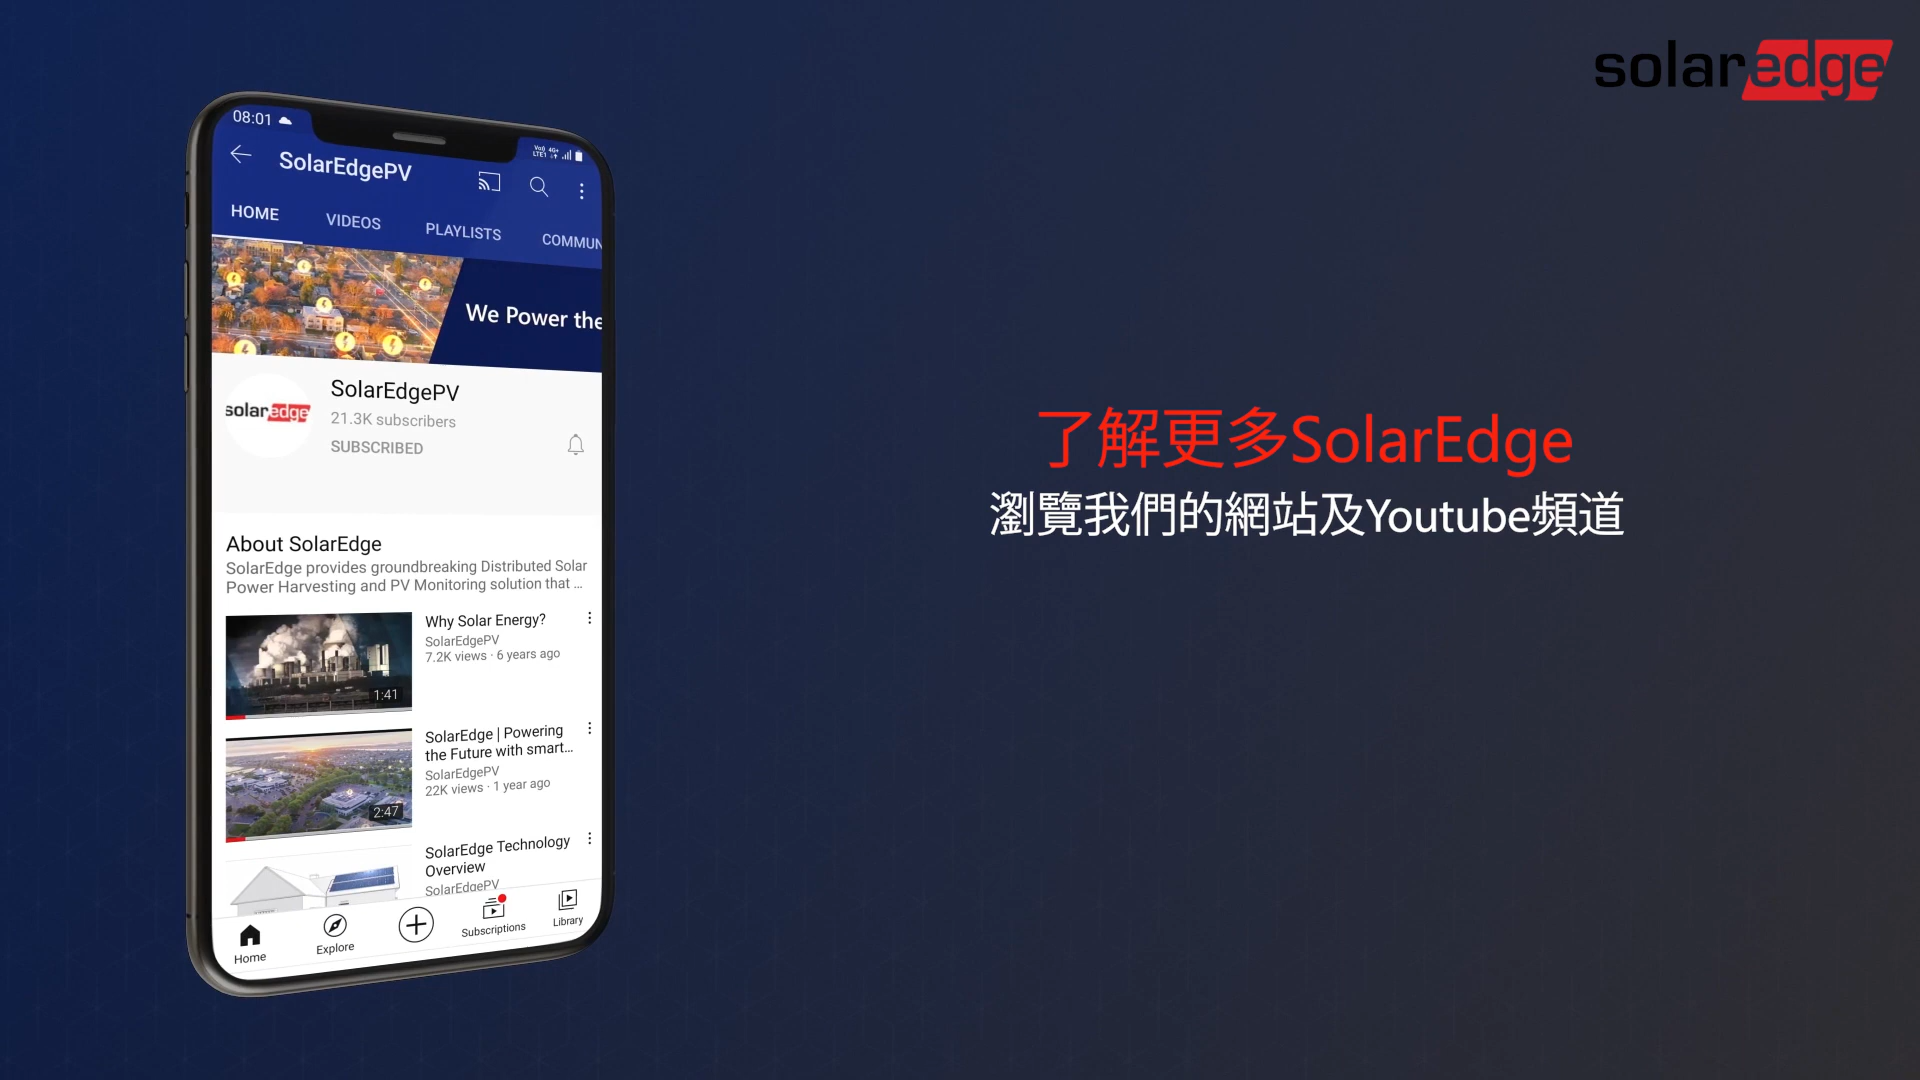 solaredge
08:01
Vo)) 4G+
LTE1
SolarEdgePV
HOME VIDEOS PLAYLISTS COMMUN
We Power the
solaredge
SolarEdgePV
21.3K subscribers
SUBSCRIBED
About SolarEdge
SolarEdge provides groundbreaking Distributed Solar
Power Harvesting and PV Monitoring solution that ...
Why Solar Energy?
SolarEdgePV
7.2K views · 6 years ago
1:41
SolarEdge | Powering
the Future with smart...
SolarEdgePV
22K views · 1 year ago
2:47
SolarEdge Technology
Overview
SolarEdgePV
Home
Explore
Subscriptions
Library
了解更多SolarEdge
瀏覽我們的網站及Youtube頻道